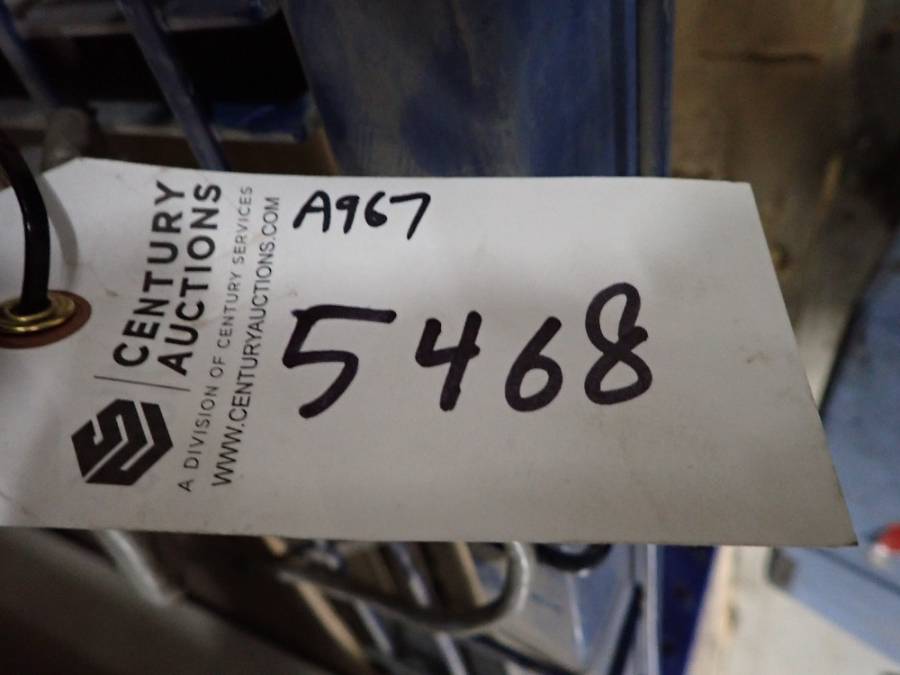 CENTURY
AUCTIONS
A DIVISION OF CENTURY SERVICES
WWW.CENTURYAUCTIONS.COM
A967
5468